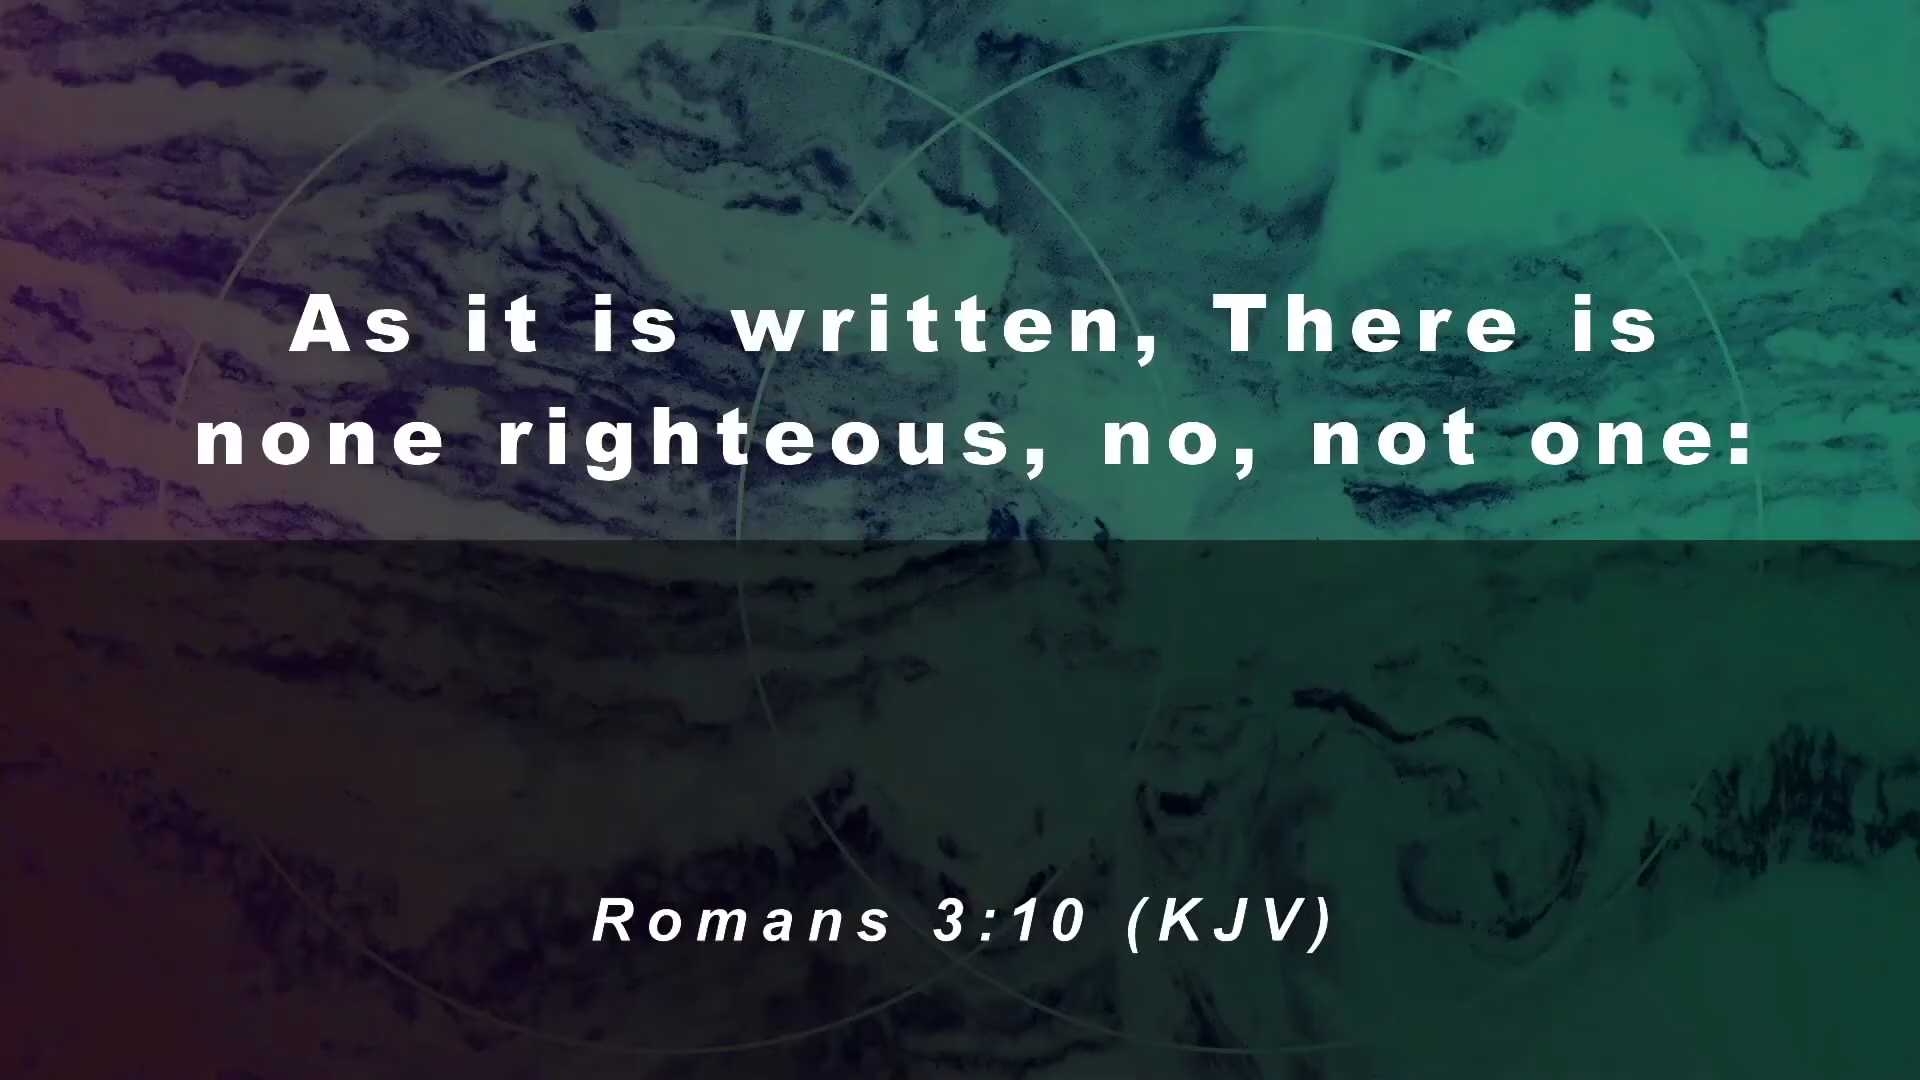 As it is written, There is
none righteous, no, not one:
Romans 3:10 (KJV)